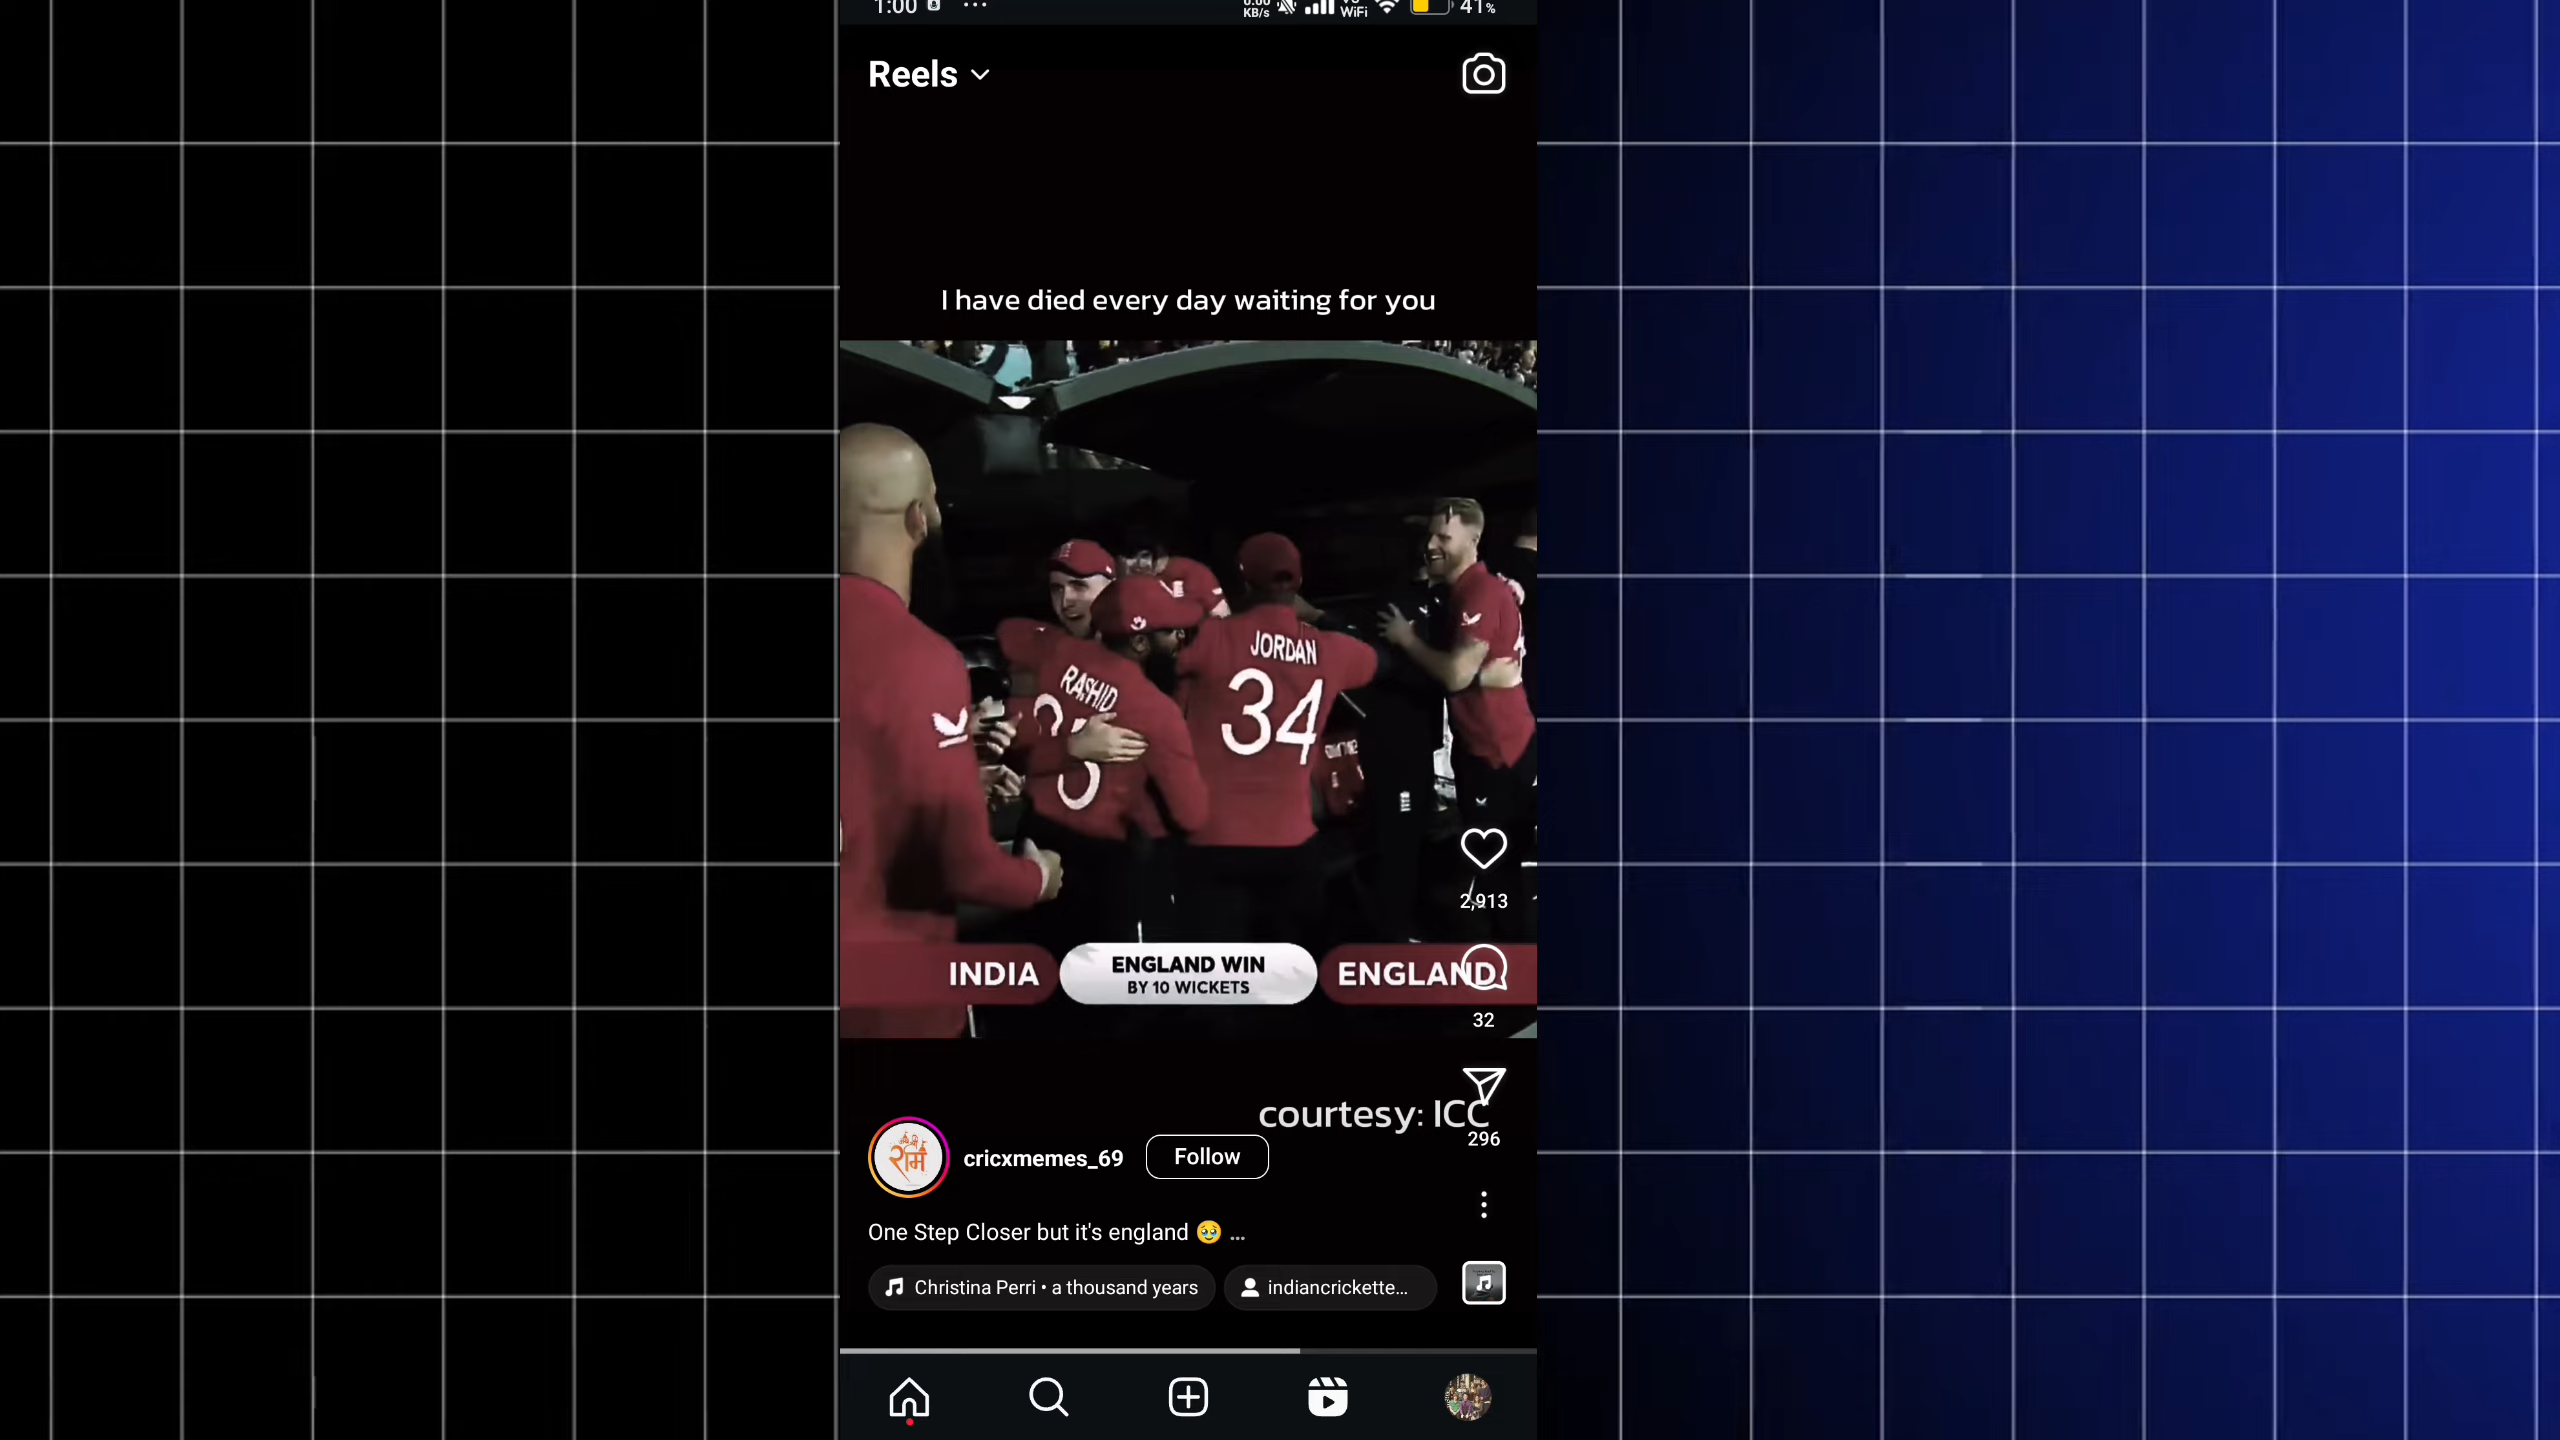 1:00 ... KB/s WiFi 41%
Reels
I have died every day waiting for you
JORDAN
34
RASHID
INDIA ENGLAND WIN ENGLAND
BY 10 WICKETS
2,913
32
courtesy: ICC
296
राम
cricxmemes_69 Follow
One Step Closer but it's england 🥹 ...
Christina Perri • a thousand years indiancrickette...